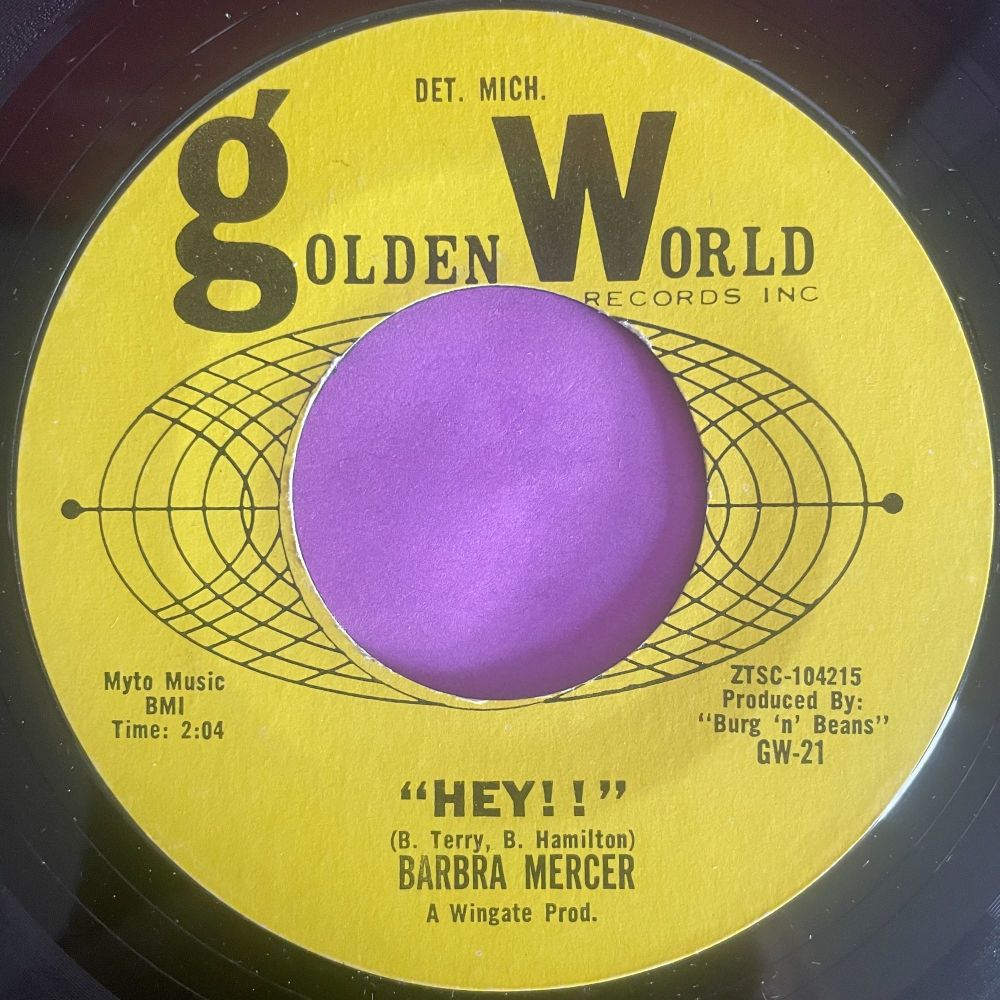 DET. MICH.
gOLDEN WORLD
RECORDS INC
Myto Music
BMI
Time: 2:04
ZTSC-104215
Produced By:
"Burg 'n' Beans"
GW-21
"HEY!!"
(B. Terry, B. Hamilton)
BARBRA MERCER
A Wingate Prod.